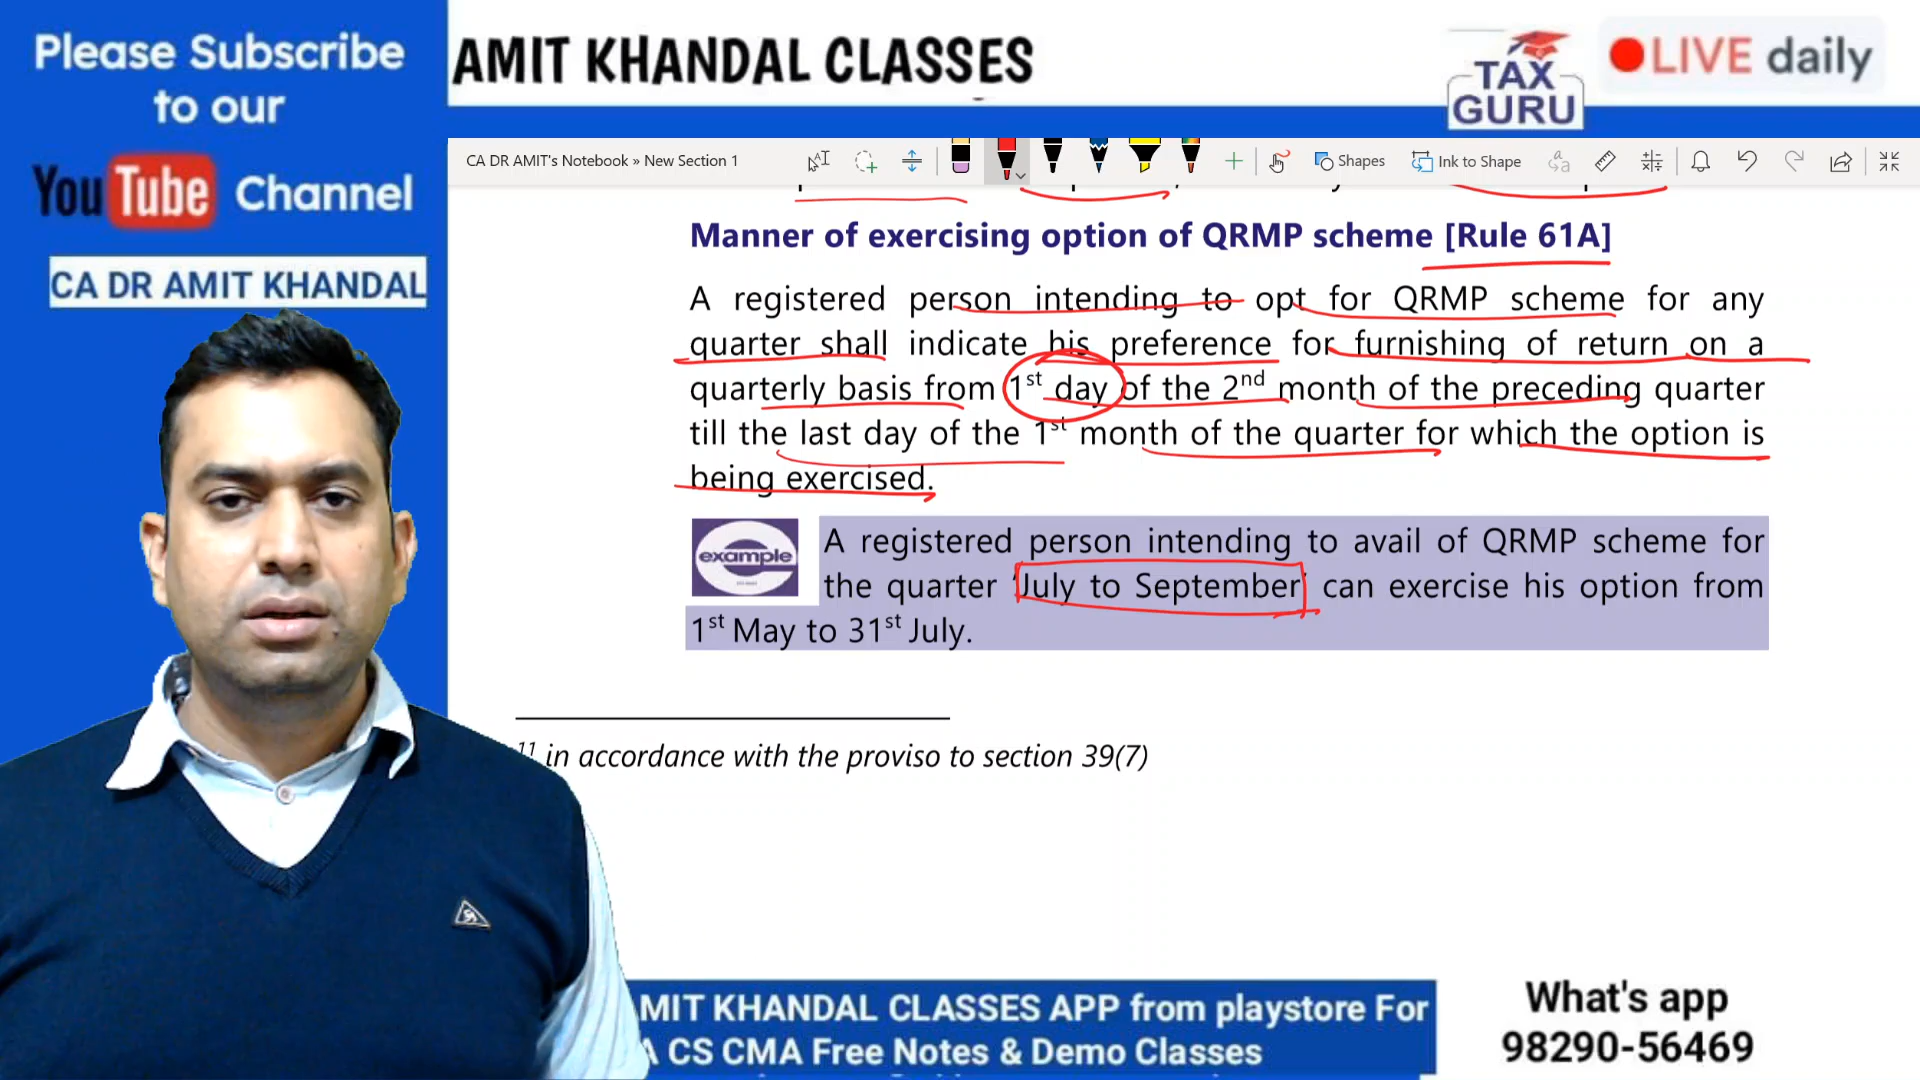 Please Subscribe
to our
YouTube Channel
CA DR AMIT KHANDAL
AMIT KHANDAL CLASSES
TAX
GURU
LIVE daily
CA DR AMIT's Notebook » New Section 1
Shapes
Ink to Shape
Manner of exercising option of QRMP scheme [Rule 61A]
A registered person intending to opt for QRMP scheme for any
quarter shall indicate his preference for furnishing of return on a
quarterly basis from 1st day of the 2nd month of the preceding quarter
till the last day of the 1st month of the quarter for which the option is
being exercised.
example
A registered person intending to avail of QRMP scheme for
the quarter 'July to September' can exercise his option from
1st May to 31st July.
11 in accordance with the proviso to section 39(7)
MIT KHANDAL CLASSES APP from playstore For
A CS CMA Free Notes & Demo Classes
What's app
98290-56469